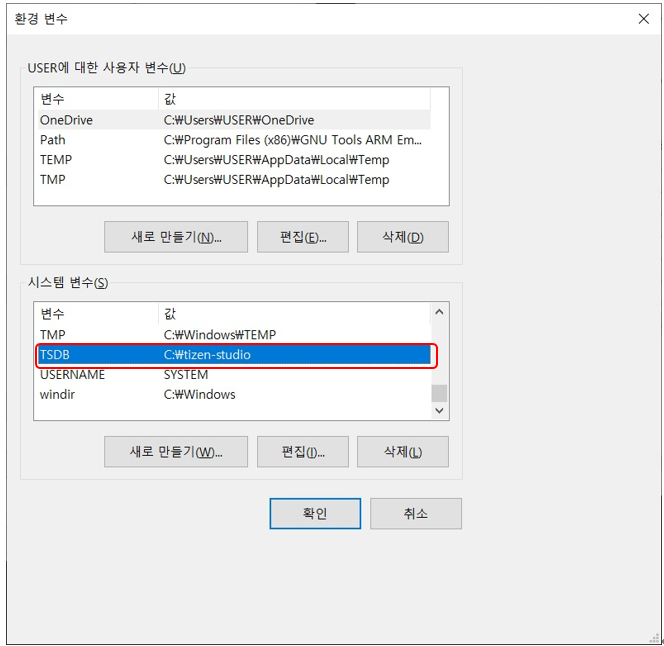 환경 변수
USER에 대한 사용자 변수(U)
변수 값
OneDrive C:₩Users₩USER₩OneDrive
Path C:₩Program Files (x86)₩GNU Tools ARM Em...
TEMP C:₩Users₩USER₩AppData₩Local₩Temp
TMP C:₩Users₩USER₩AppData₩Local₩Temp
새로 만들기(N)... 편집(E)... 삭제(D)
시스템 변수(S)
변수 값
TMP C:₩Windows₩TEMP
TSDB C:₩tizen-studio
USERNAME SYSTEM
windir C:₩Windows
새로 만들기(W)... 편집(I)... 삭제(L)
확인 취소